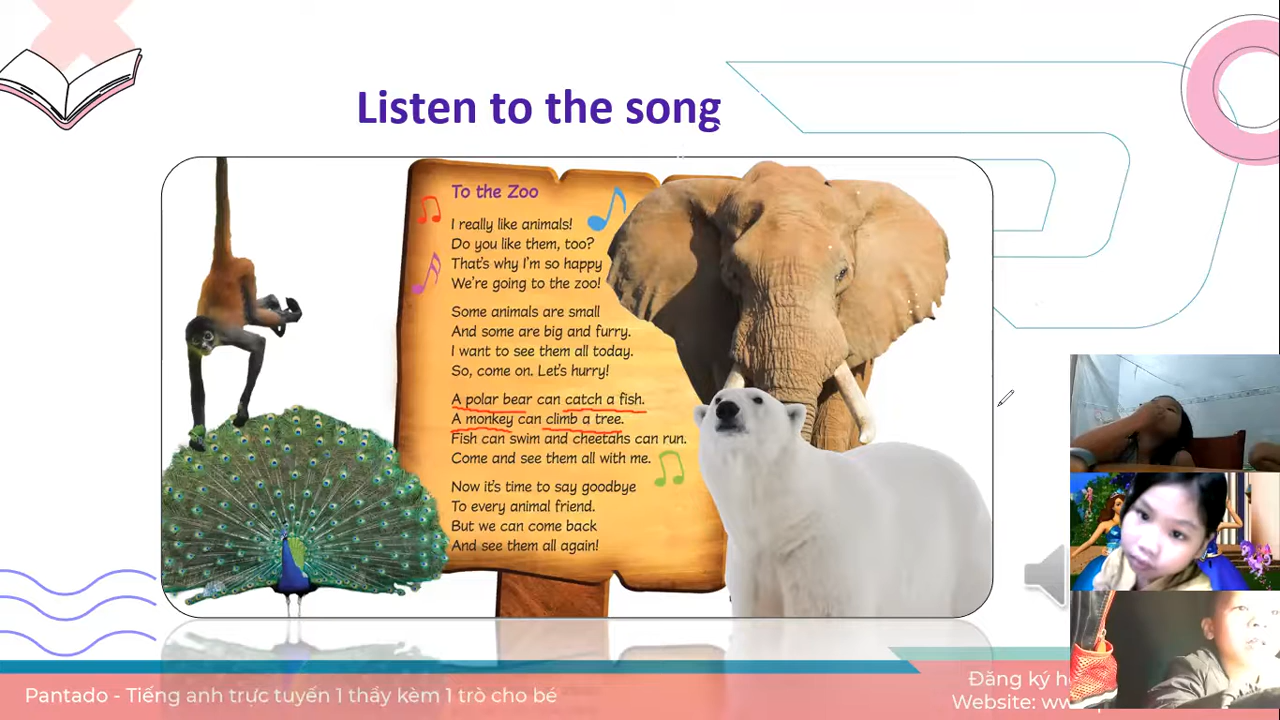 Listen to the song
To the Zoo
I really like animals!
Do you like them, too?
That's why I'm so happy
We're going to the zoo!
Some animals are small
And some are big and furry.
I want to see them all today.
So, come on. Let's hurry!
A polar bear can catch a fish.
A monkey can climb a tree.
Fish can swim and cheetahs can run.
Come and see them all with me.
Now it's time to say goodbye
To every animal friend.
But we can come back
And see them all again!
Pantado - Tiếng anh trực tuyến 1 thầy kèm 1 trò cho bé
Đăng ký
Website: